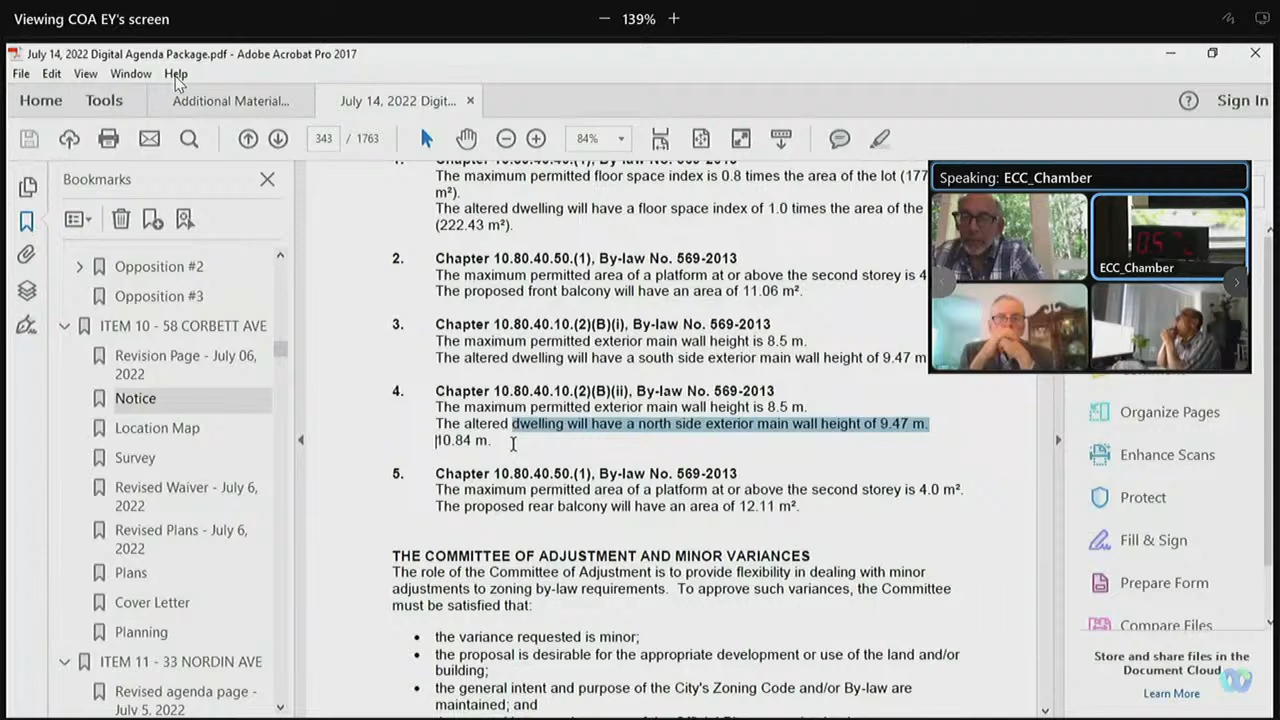 Viewing COA EY's screen
139%
July 14, 2022 Digital Agenda Package.pdf - Adobe Acrobat Pro 2017
File Edit View Window Help
Home Tools Additional Material... July 14, 2022 Digit... × Sign In
343 / 1763 84%
Bookmarks
Opposition #2
Opposition #3
ITEM 10 - 58 CORBETT AVE
Revision Page - July 06,
2022
Notice
Location Map
Survey
Revised Waiver - July 6,
2022
Revised Plans - July 6,
2022
Plans
Cover Letter
Planning
ITEM 11 - 33 NORDIN AVE
Revised agenda page -
July 5, 2022
1. Chapter 10.80.40.40.(1), By-law No. 569-2013
The maximum permitted floor space index is 0.8 times the area of the lot (177
m²).
The altered dwelling will have a floor space index of 1.0 times the area of the
(222.43 m²).
2. Chapter 10.80.40.50.(1), By-law No. 569-2013
The maximum permitted area of a platform at or above the second storey is 4
The proposed front balcony will have an area of 11.06 m².
3. Chapter 10.80.40.10.(2)(B)(i), By-law No. 569-2013
The maximum permitted exterior main wall height is 8.5 m.
The altered dwelling will have a south side exterior main wall height of 9.47 m
4. Chapter 10.80.40.10.(2)(B)(ii), By-law No. 569-2013
The maximum permitted exterior main wall height is 8.5 m.
The altered dwelling will have a north side exterior main wall height of 9.47 m.
10.84 m.
5. Chapter 10.80.40.50.(1), By-law No. 569-2013
The maximum permitted area of a platform at or above the second storey is 4.0 m².
The proposed rear balcony will have an area of 12.11 m².
THE COMMITTEE OF ADJUSTMENT AND MINOR VARIANCES
The role of the Committee of Adjustment is to provide flexibility in dealing with minor
adjustments to zoning by-law requirements. To approve such variances, the Committee
must be satisfied that:
• the variance requested is minor;
• the proposal is desirable for the appropriate development or use of the land and/or
building;
• the general intent and purpose of the City's Zoning Code and/or By-law are
maintained; and
Speaking: ECC_Chamber
ECC_Chamber
Organize Pages
Enhance Scans
Protect
Fill & Sign
Prepare Form
Compare Files
Store and share files in the
Document Cloud
Learn More